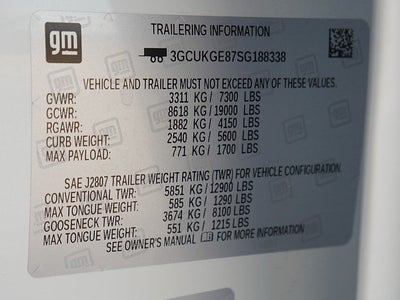 gm
TRAILERING INFORMATION
3GCUKGE87SG188338
VEHICLE AND TRAILER MUST NOT EXCEED ANY OF THESE VALUES.
GVWR: 3311 KG / 7300 LBS
GCWR: 8618 KG / 19000 LBS
RGAWR: 1882 KG / 4150 LBS
CURB WEIGHT: 2540 KG / 5600 LBS
MAX PAYLOAD: 771 KG / 1700 LBS
SAE J2807 TRAILER WEIGHT RATING (TWR) FOR VEHICLE CONFIGURATION.
CONVENTIONAL TWR: 5851 KG / 12900 LBS
MAX TONGUE WEIGHT: 585 KG / 1290 LBS
GOOSENECK TWR: 3674 KG / 8100 LBS
MAX TONGUE WEIGHT: 551 KG / 1215 LBS
SEE OWNER'S MANUAL FOR MORE INFORMATION